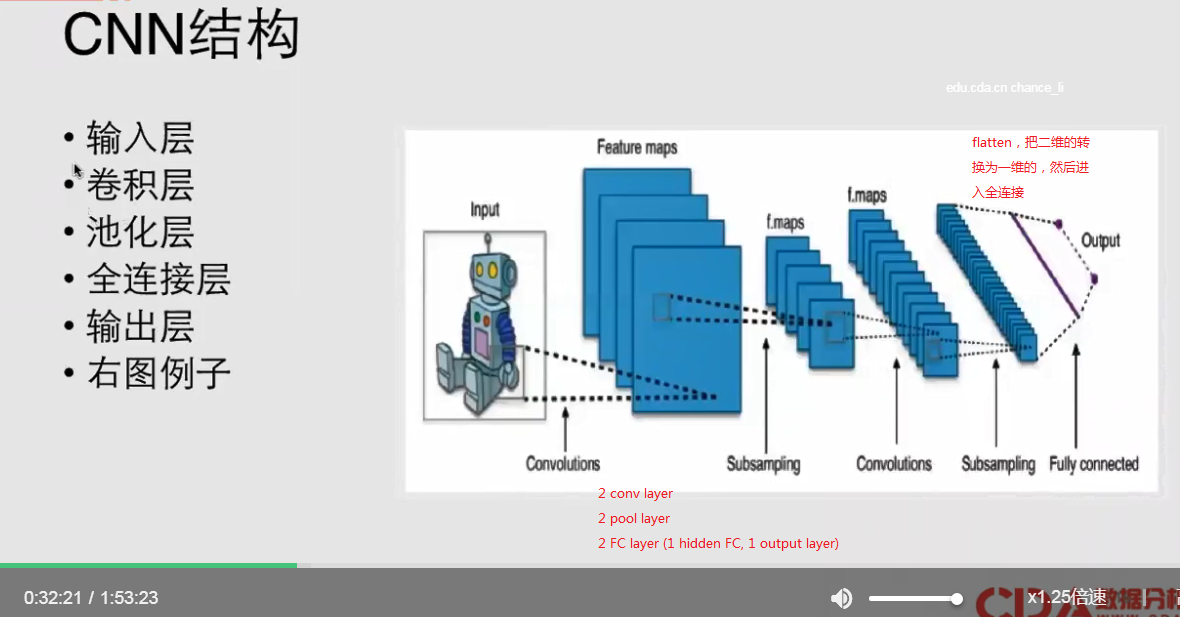 CNN结构
edu.cda.cn chance_li
• 输入层
• 卷积层
• 池化层
• 全连接层
• 输出层
• 右图例子
Feature maps
Input
f.maps
f.maps
flatten，把二维的转
换为一维的，然后进
入全连接
Output
Convolutions
Subsampling
Convolutions
Subsampling
Fully connected
2 conv layer
2 pool layer
2 FC layer (1 hidden FC, 1 output layer)
0:32:21 / 1:53:23
x1.25倍速
CDA数据分析